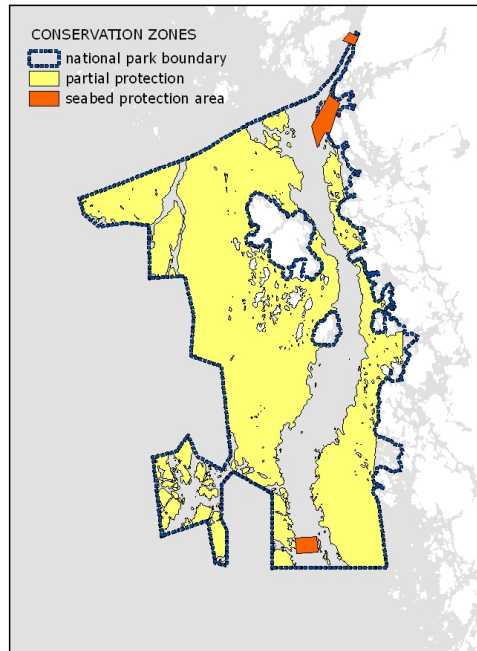 CONSERVATION ZONES
national park boundary
partial protection
seabed protection area